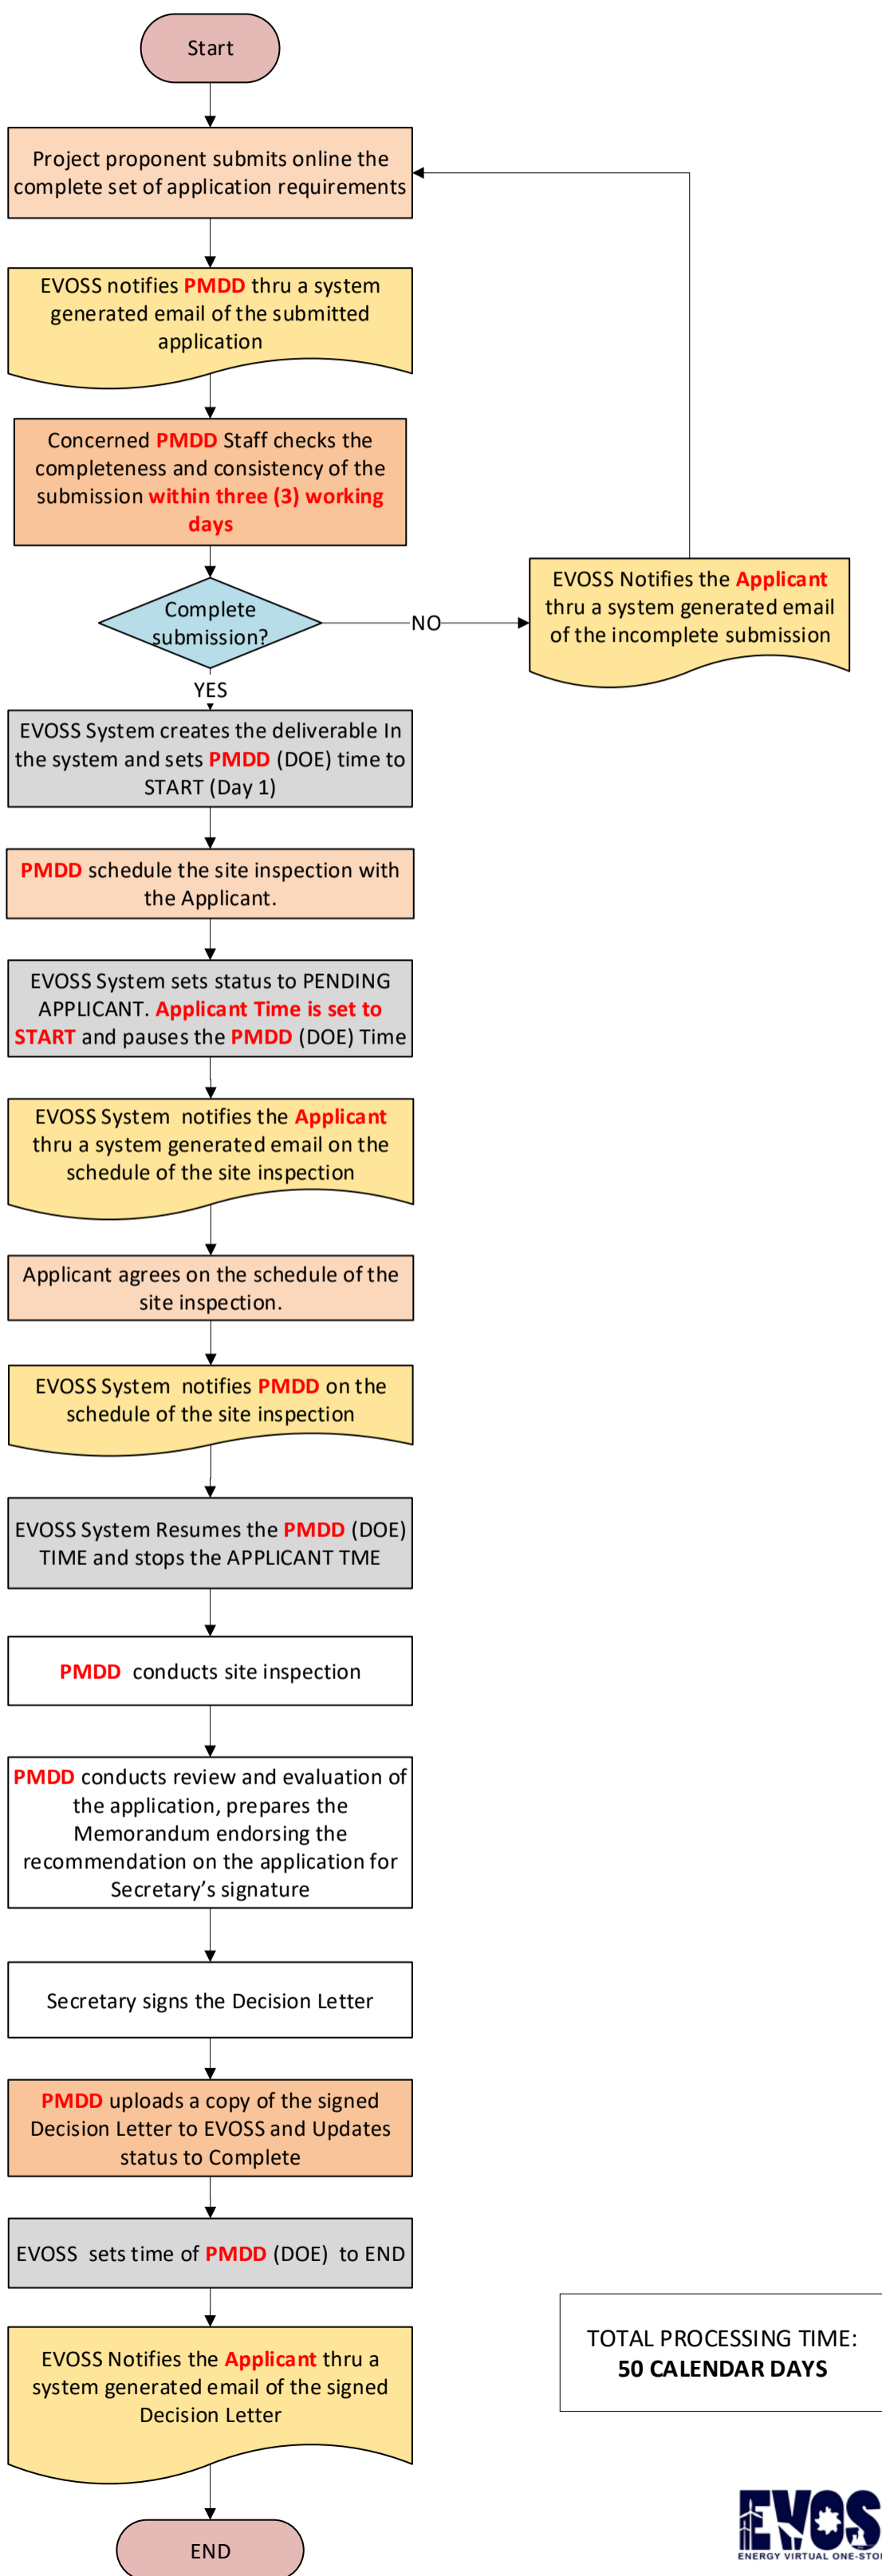 Start
Project proponent submits online the
complete set of application requirements
EVOSS notifies PMDD thru a system
generated email of the submitted
application
Concerned PMDD Staff checks the
completeness and consistency of the
submission within three (3) working
days
Complete
submission?
NO
EVOSS Notifies the Applicant
thru a system generated email
of the incomplete submission
YES
EVOSS System creates the deliverable In
the system and sets PMDD (DOE) time to
START (Day 1)
PMDD schedule the site inspection with
the Applicant.
EVOSS System sets status to PENDING
APPLICANT. Applicant Time is set to
START and pauses the PMDD (DOE) Time
EVOSS System notifies the Applicant
thru a system generated email on the
schedule of the site inspection
Applicant agrees on the schedule of the
site inspection.
EVOSS System notifies PMDD on the
schedule of the site inspection
EVOSS System Resumes the PMDD (DOE)
TIME and stops the APPLICANT TME
PMDD conducts site inspection
PMDD conducts review and evaluation of
the application, prepares the
Memorandum endorsing the
recommendation on the application for
Secretary’s signature
Secretary signs the Decision Letter
PMDD uploads a copy of the signed
Decision Letter to EVOSS and Updates
status to Complete
EVOSS sets time of PMDD (DOE) to END
EVOSS Notifies the Applicant thru a
system generated email of the signed
Decision Letter
END
TOTAL PROCESSING TIME:
50 CALENDAR DAYS
EVOS
ENERGY VIRTUAL ONE-STO